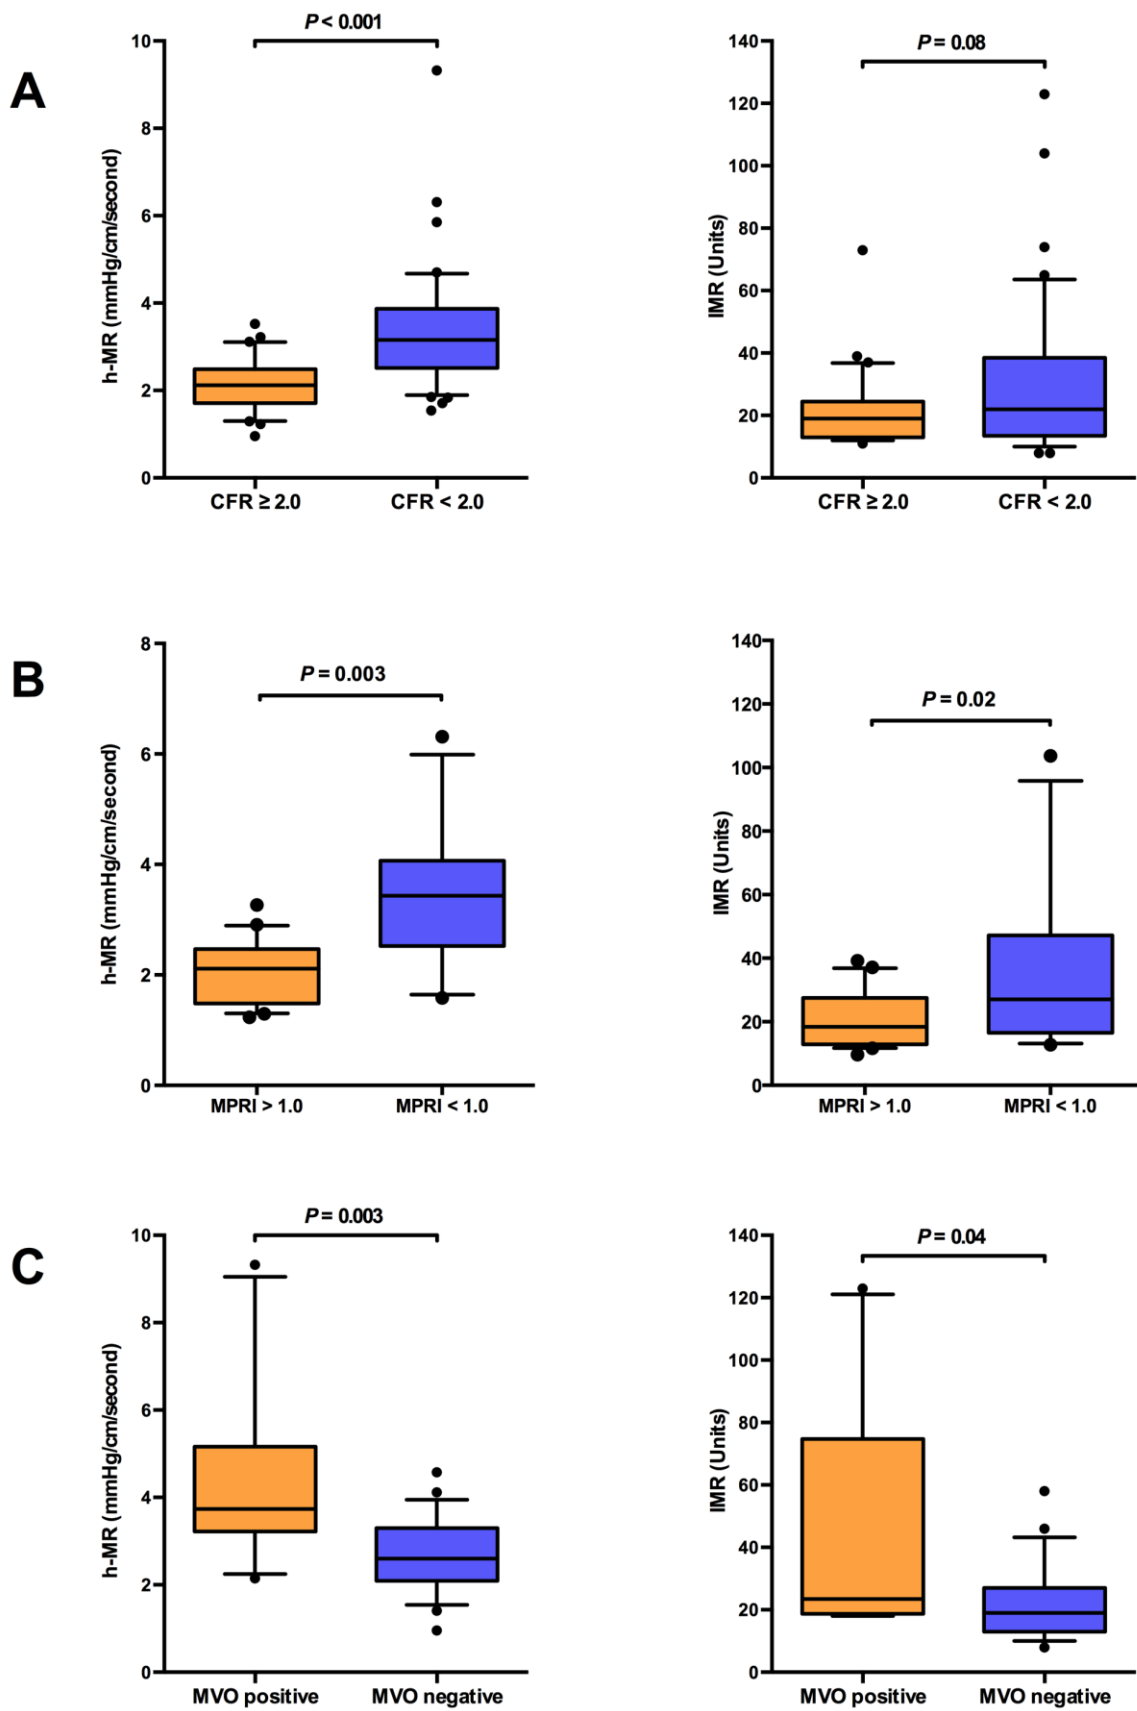 A
P < 0.001
h-MR (mmHg/cm/second)
10
8
6
4
2
0
CFR ≥ 2.0 CFR < 2.0
P = 0.08
IMR (Units)
140
120
100
80
60
40
20
0
CFR ≥ 2.0 CFR < 2.0
B
P = 0.003
h-MR (mmHg/cm/second)
8
6
4
2
0
MPRI > 1.0 MPRI < 1.0
P = 0.02
IMR (Units)
140
120
100
80
60
40
20
0
MPRI > 1.0 MPRI < 1.0
C
P = 0.003
h-MR (mmHg/cm/second)
10
8
6
4
2
0
MVO positive MVO negative
P = 0.04
IMR (Units)
140
120
100
80
60
40
20
0
MVO positive MVO negative